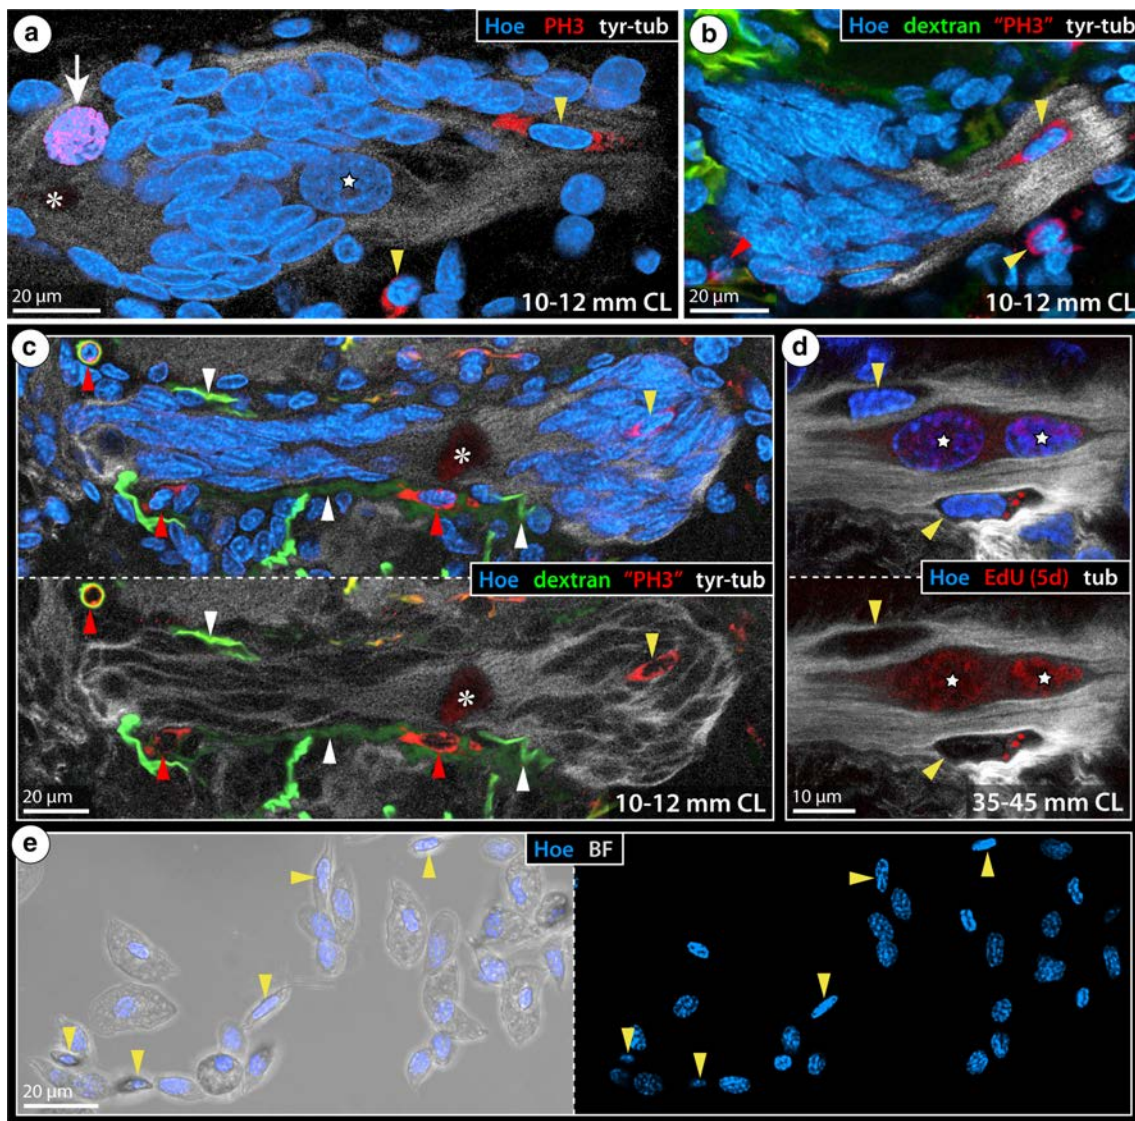 a
Hoe PH3 tyr-tub
*
20 µm
10-12 mm CL
b
Hoe dextran "PH3" tyr-tub
20 µm
10-12 mm CL
c
*
Hoe dextran "PH3" tyr-tub
*
20 µm
10-12 mm CL
d
Hoe EdU (5d) tub
10 µm
35-45 mm CL
e
Hoe BF
20 µm